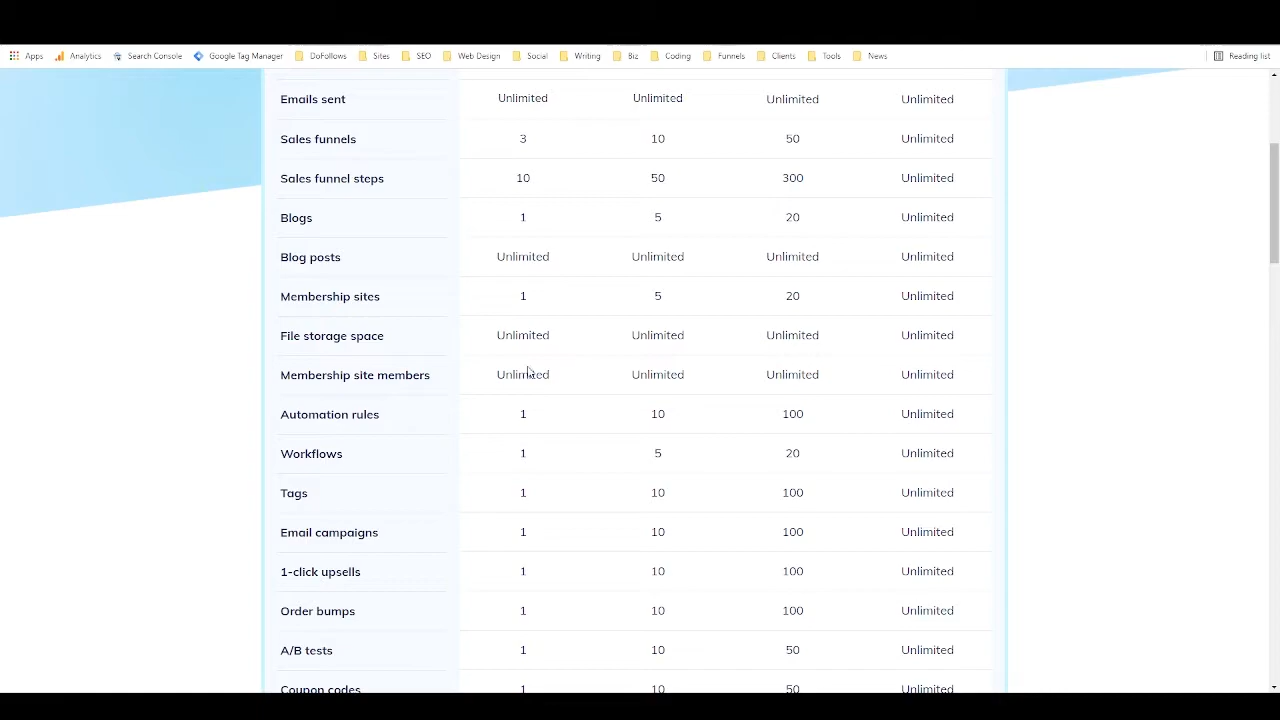 Apps Analytics Search Console Google Tag Manager DoFollows Sites SEO Web Design Social Writing Biz Coding Funnels Clients Tools News Reading list
Emails sent Unlimited Unlimited Unlimited Unlimited
Sales funnels 3 10 50 Unlimited
Sales funnel steps 10 50 300 Unlimited
Blogs 1 5 20 Unlimited
Blog posts Unlimited Unlimited Unlimited Unlimited
Membership sites 1 5 20 Unlimited
File storage space Unlimited Unlimited Unlimited Unlimited
Membership site members Unlimited Unlimited Unlimited Unlimited
Automation rules 1 10 100 Unlimited
Workflows 1 5 20 Unlimited
Tags 1 10 100 Unlimited
Email campaigns 1 10 100 Unlimited
1-click upsells 1 10 100 Unlimited
Order bumps 1 10 100 Unlimited
A/B tests 1 10 50 Unlimited
Coupon codes 1 10 50 Unlimited